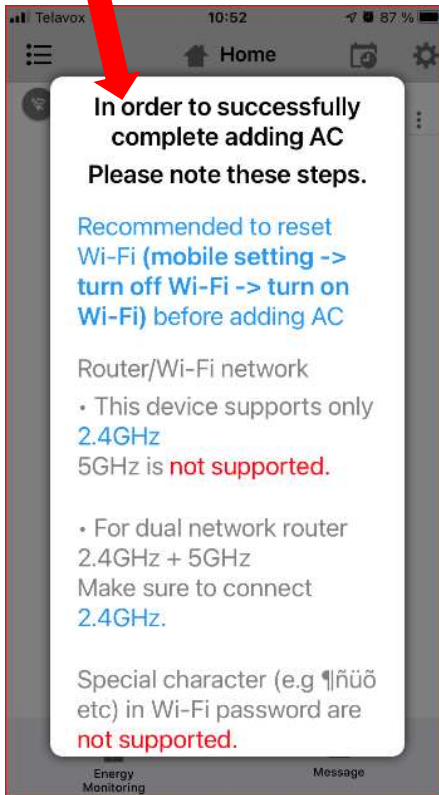 Telavox 10:52 87 %
Home
In order to successfully
complete adding AC
Please note these steps.
Recommended to reset
Wi-Fi (mobile setting ->
turn off Wi-Fi -> turn on
Wi-Fi) before adding AC
Router/Wi-Fi network
• This device supports only
2.4GHz
5GHz is not supported.
• For dual network router
2.4GHz + 5GHz
Make sure to connect
2.4GHz.
Special character (e.g ¶ñüõ
etc) in Wi-Fi password are
not supported.
Energy Message
Monitoring